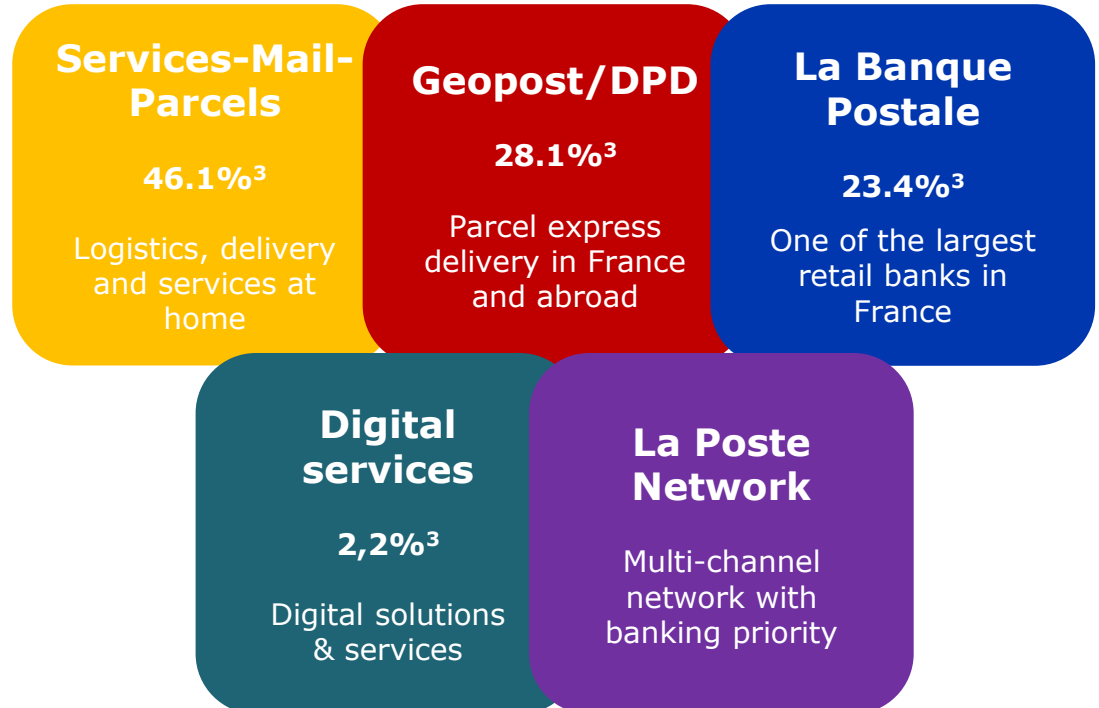 Services-Mail-
Parcels
46.1%³
Logistics, delivery
and services at
home
Geopost/DPD
28.1%³
Parcel express
delivery in France
and abroad
La Banque
Postale
23.4%³
One of the largest
retail banks in
France
Digital
services
2,2%³
Digital solutions
& services
La Poste
Network
Multi-channel
network with
banking priority